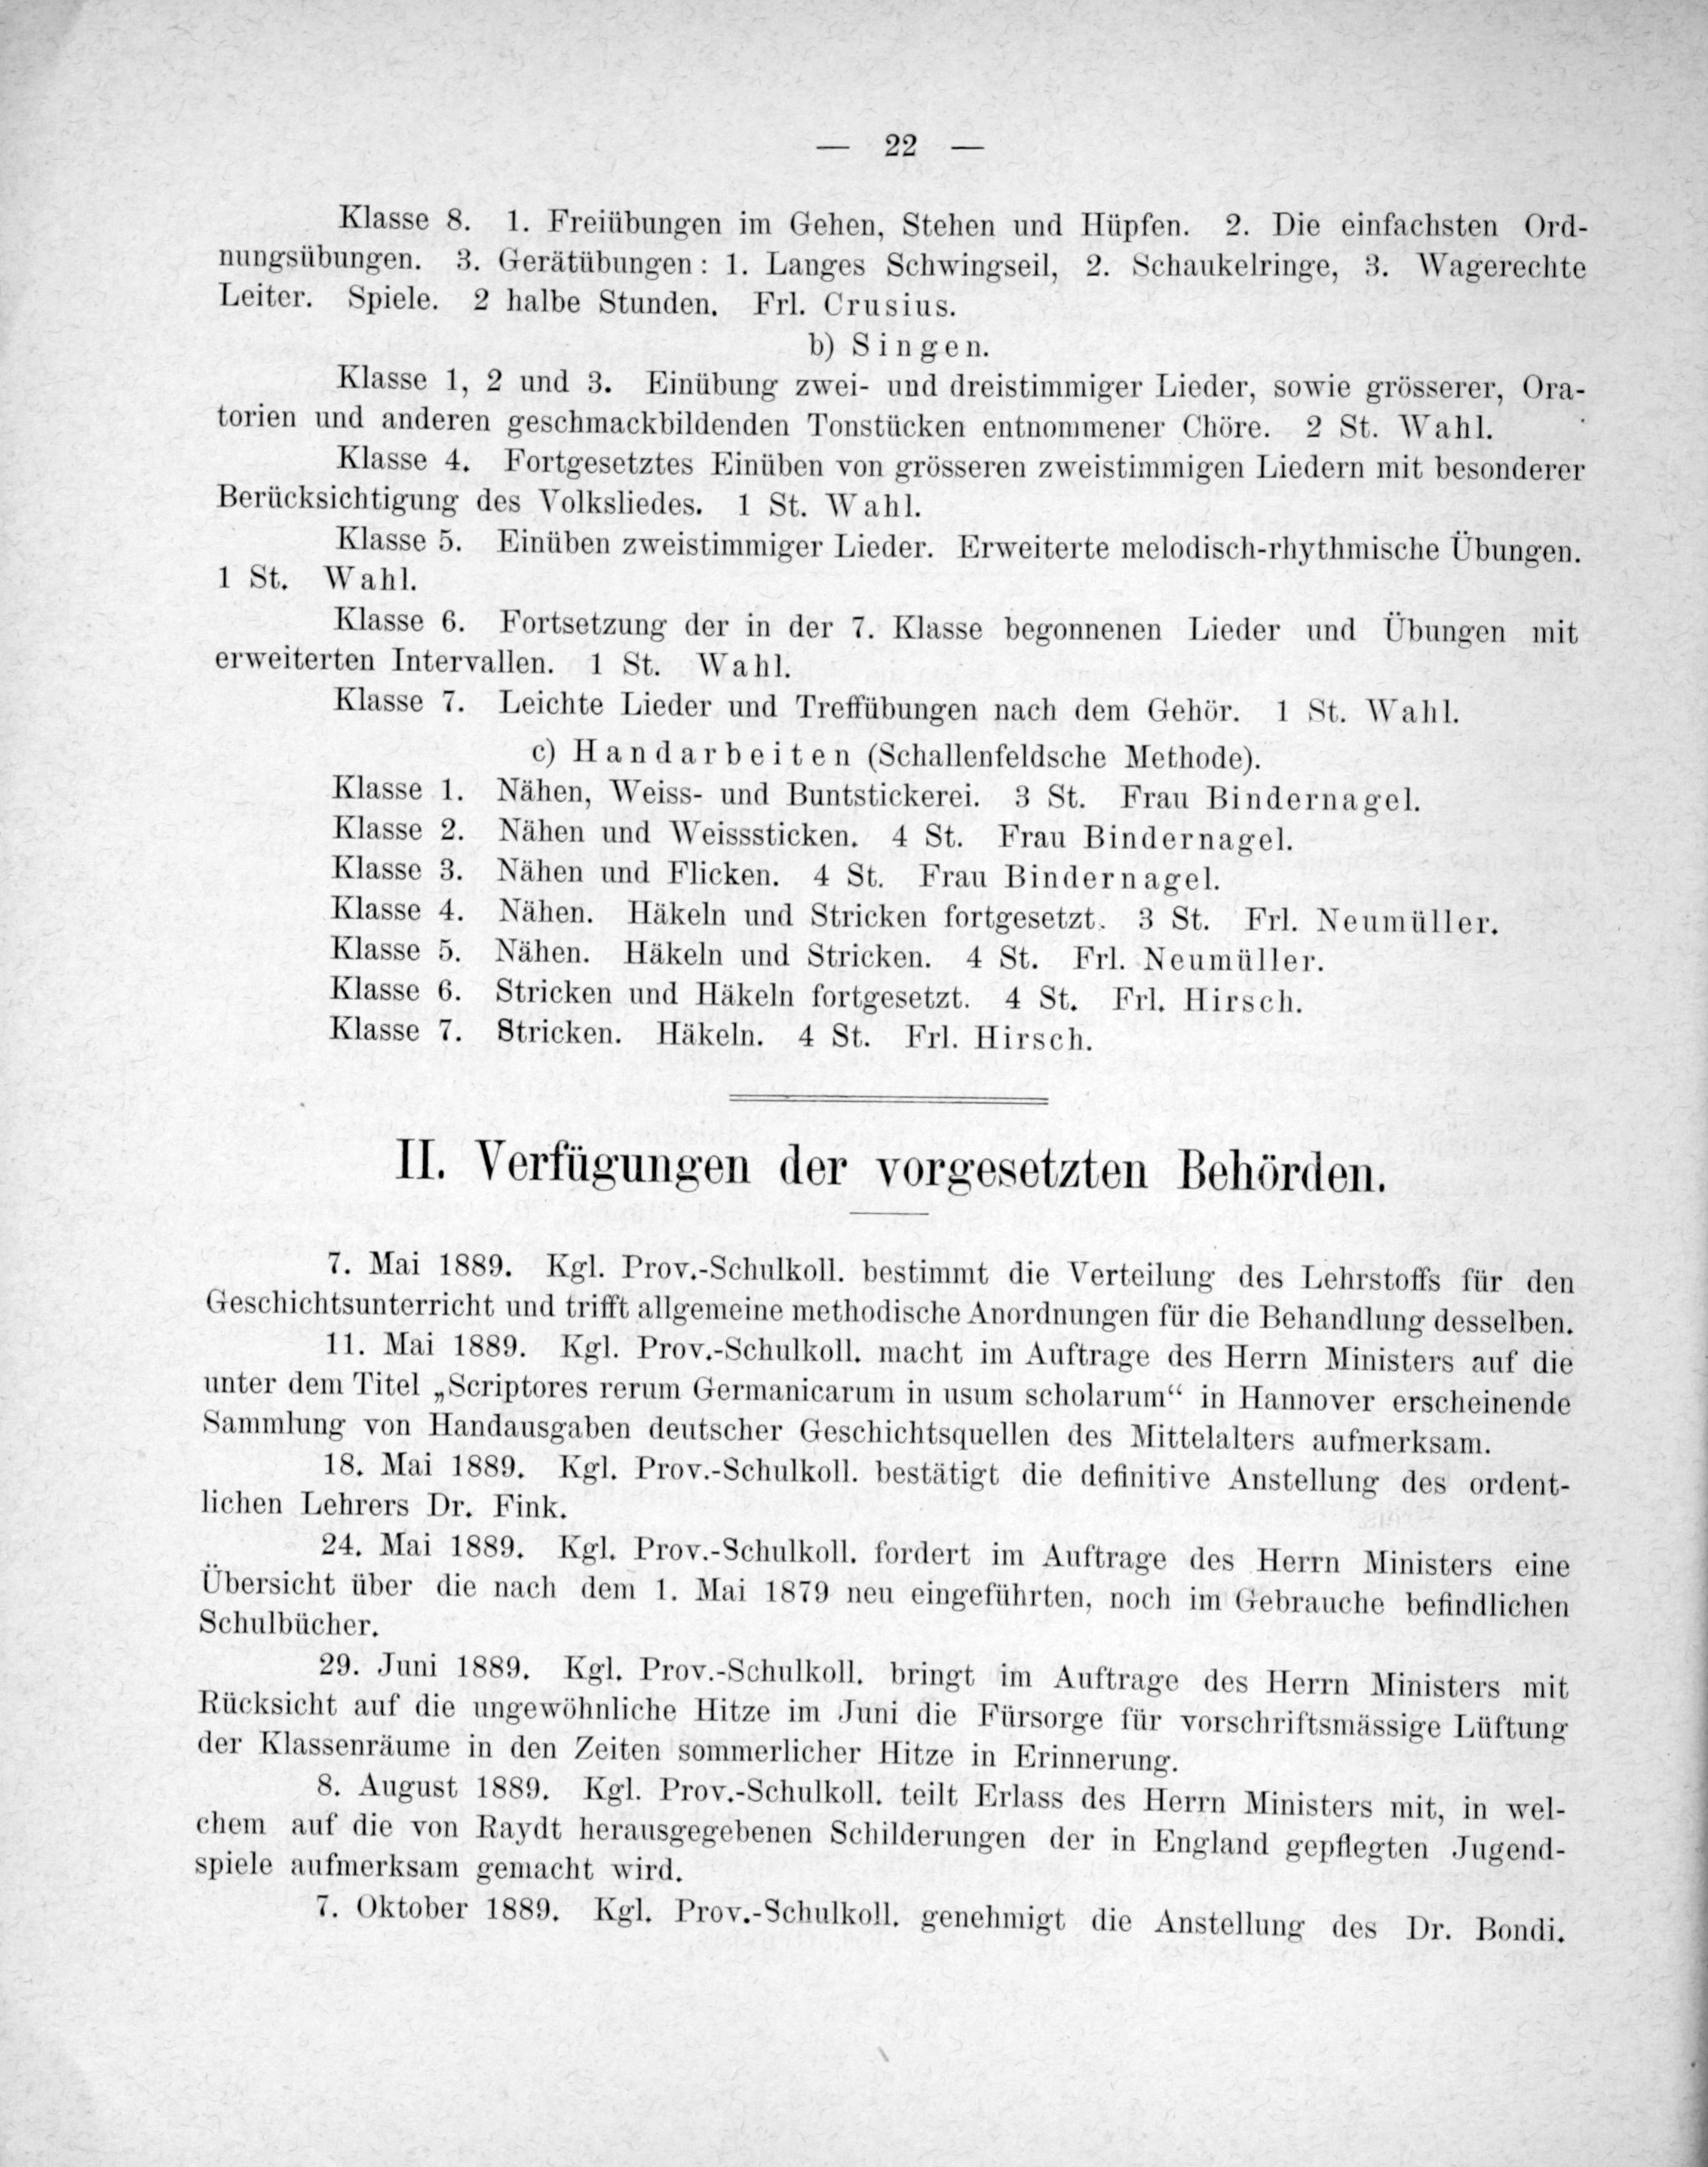 — 22 —
Klasse 8. 1. Freiübungen im Gehen, Stehen und Hüpfen. 2. Die einfachsten Ord-
nungsübungen. 3. Gerätübungen: 1. Langes Schwingseil, 2. Schaukelringe, 3. Wagerechte
Leiter. Spiele. 2 halbe Stunden. Frl. Crusius.
b) Singen.
Klasse 1, 2 und 3. Einübung zwei- und dreistimmiger Lieder, sowie grösserer, Ora-
torien und anderen geschmackbildenden Tonstücken entnommener Chöre. 2 St. Wahl.
Klasse 4. Fortgesetztes Einüben von grösseren zweistimmigen Liedern mit besonderer
Berücksichtigung des Volksliedes. 1 St. Wahl.
Klasse 5. Einüben zweistimmiger Lieder. Erweiterte melodisch-rhythmische Übungen.
1 St. Wahl.
Klasse 6. Fortsetzung der in der 7. Klasse begonnenen Lieder und Übungen mit
erweiterten Intervallen. 1 St. Wahl.
Klasse 7. Leichte Lieder und Treffübungen nach dem Gehör. 1 St. Wahl.
c) Handarbeiten (Schallenfeldsche Methode).
Klasse 1. Nähen, Weiss- und Buntstickerei. 3 St. Frau Bindernagel.
Klasse 2. Nähen und Weisssticken. 4 St. Frau Bindernagel.
Klasse 3. Nähen und Flicken. 4 St. Frau Bindernagel.
Klasse 4. Nähen. Häkeln und Stricken fortgesetzt. 3 St. Frl. Neumüller.
Klasse 5. Nähen. Häkeln und Stricken. 4 St. Frl. Neumüller.
Klasse 6. Stricken und Häkeln fortgesetzt. 4 St. Frl. Hirsch.
Klasse 7. Stricken. Häkeln. 4 St. Frl. Hirsch.
II. Verfügungen der vorgesetzten Behörden.
7. Mai 1889. Kgl. Prov.-Schulkoll. bestimmt die Verteilung des Lehrstoffs für den
Geschichtsunterricht und trifft allgemeine methodische Anordnungen für die Behandlung desselben.
11. Mai 1889. Kgl. Prov.-Schulkoll. macht im Auftrage des Herrn Ministers auf die
unter dem Titel „Scriptores rerum Germanicarum in usum scholarum“ in Hannover erscheinende
Sammlung von Handausgaben deutscher Geschichtsquellen des Mittelalters aufmerksam.
18. Mai 1889. Kgl. Prov.-Schulkoll. bestätigt die definitive Anstellung des ordent-
lichen Lehrers Dr. Fink.
24. Mai 1889. Kgl. Prov.-Schulkoll. fordert im Auftrage des Herrn Ministers eine
Übersicht über die nach dem 1. Mai 1879 neu eingeführten, noch im Gebrauche befindlichen
Schulbücher.
29. Juni 1889. Kgl. Prov.-Schulkoll. bringt im Auftrage des Herrn Ministers mit
Rücksicht auf die ungewöhnliche Hitze im Juni die Fürsorge für vorschriftsmässige Lüftung
der Klassenräume in den Zeiten sommerlicher Hitze in Erinnerung.
8. August 1889. Kgl. Prov.-Schulkoll. teilt Erlass des Herrn Ministers mit, in wel-
chem auf die von Raydt herausgegebenen Schilderungen der in England gepflegten Jugend-
spiele aufmerksam gemacht wird.
7. Oktober 1889. Kgl. Prov.-Schulkoll. genehmigt die Anstellung des Dr. Bondi.